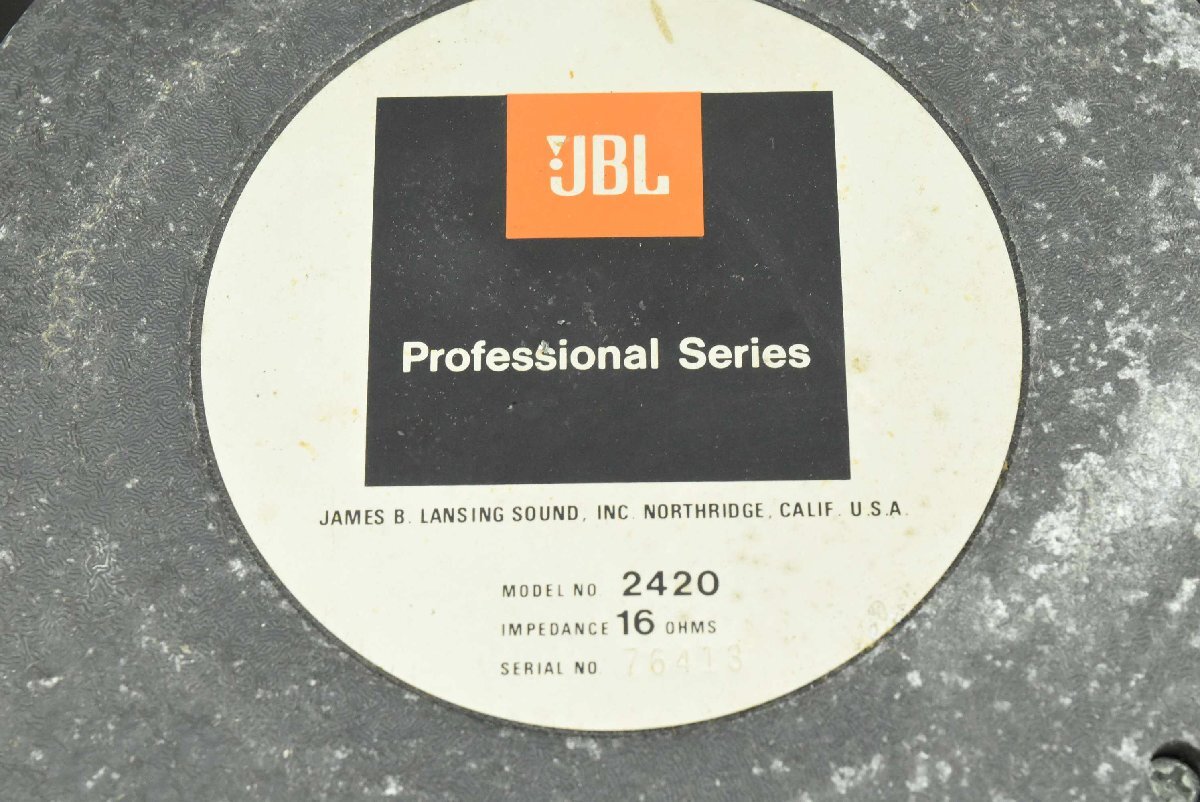 JBL
Professional Series
JAMES B. LANSING SOUND, INC. NORTHRIDGE, CALIF. U.S.A.
MODEL NO 2420
IMPEDANCE 16 OHMS
SERIAL NO 76413